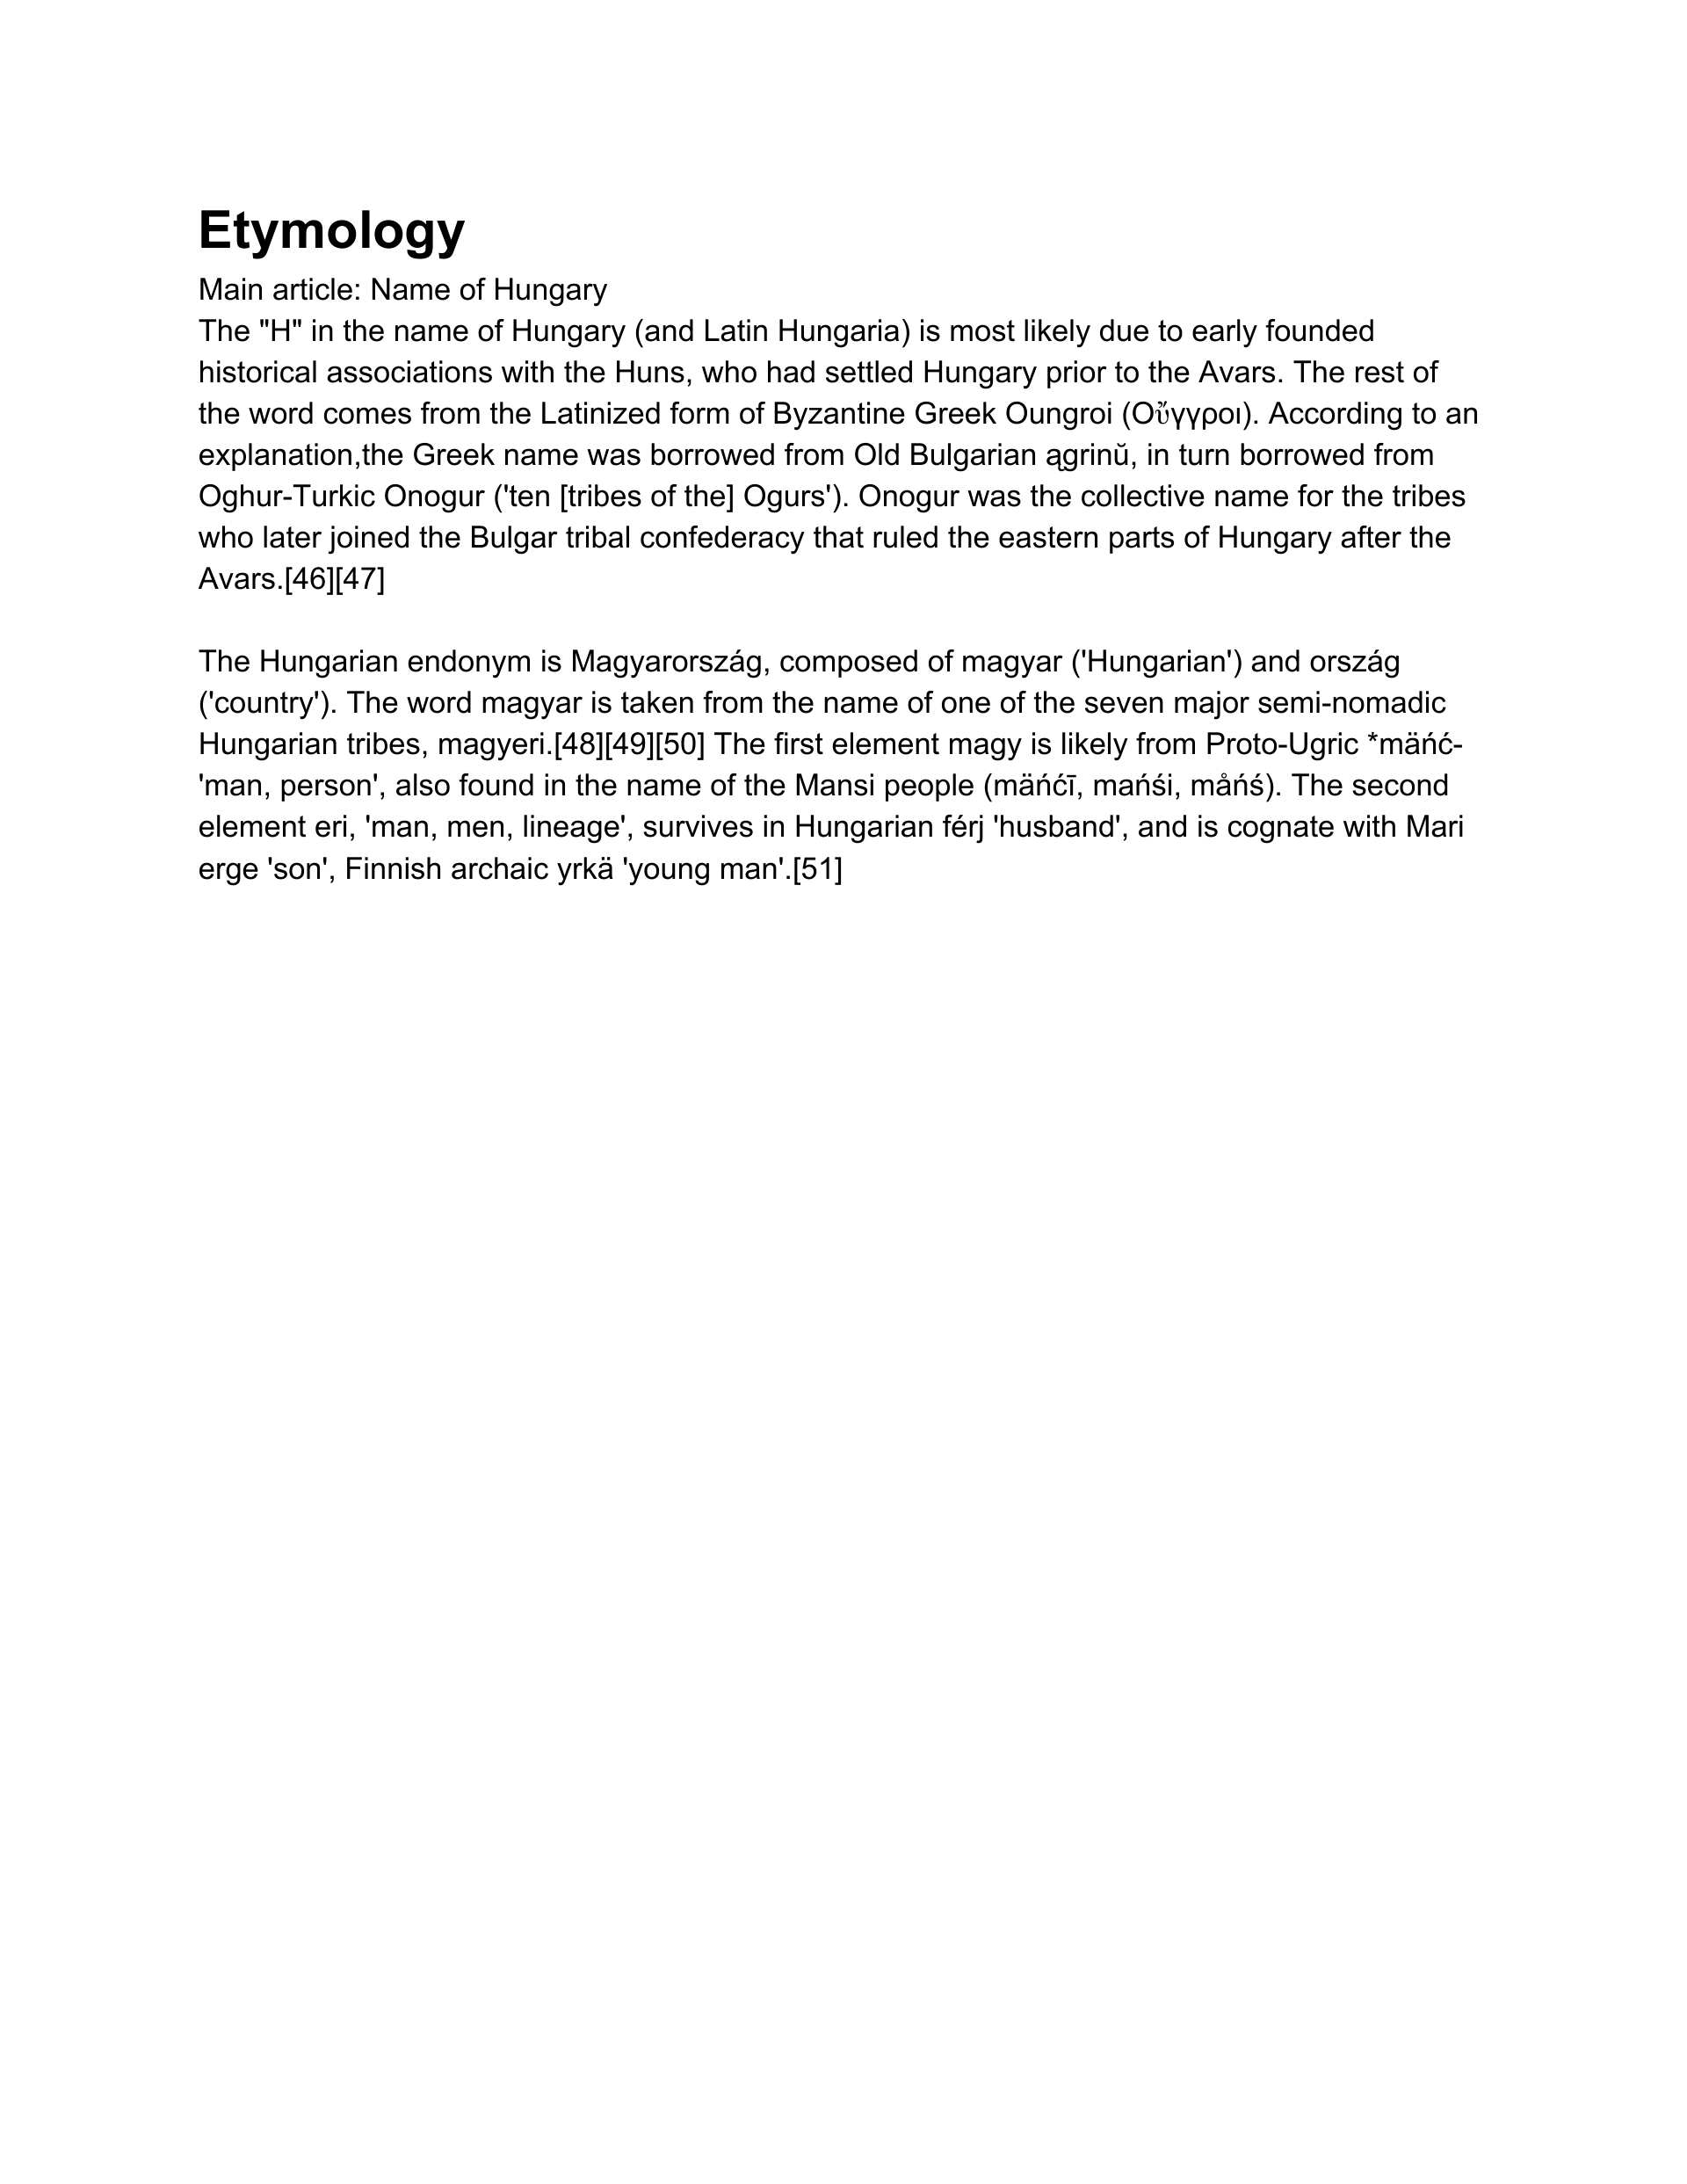 Etymology
Main article: Name of Hungary
The "H" in the name of Hungary (and Latin Hungaria) is most likely due to early founded
historical associations with the Huns, who had settled Hungary prior to the Avars. The rest of
the word comes from the Latinized form of Byzantine Greek Oungroi (Οὔγγροι). According to an
explanation,the Greek name was borrowed from Old Bulgarian ągrinŭ, in turn borrowed from
Oghur-Turkic Onogur ('ten [tribes of the] Ogurs'). Onogur was the collective name for the tribes
who later joined the Bulgar tribal confederacy that ruled the eastern parts of Hungary after the
Avars.[46][47]
The Hungarian endonym is Magyarország, composed of magyar ('Hungarian') and ország
('country'). The word magyar is taken from the name of one of the seven major semi-nomadic
Hungarian tribes, magyeri.[48][49][50] The first element magy is likely from Proto-Ugric *mäńć-
'man, person', also found in the name of the Mansi people (mäńćī, mańśi, måńś). The second
element eri, 'man, men, lineage', survives in Hungarian férj 'husband', and is cognate with Mari
erge 'son', Finnish archaic yrkä 'young man'.[51]